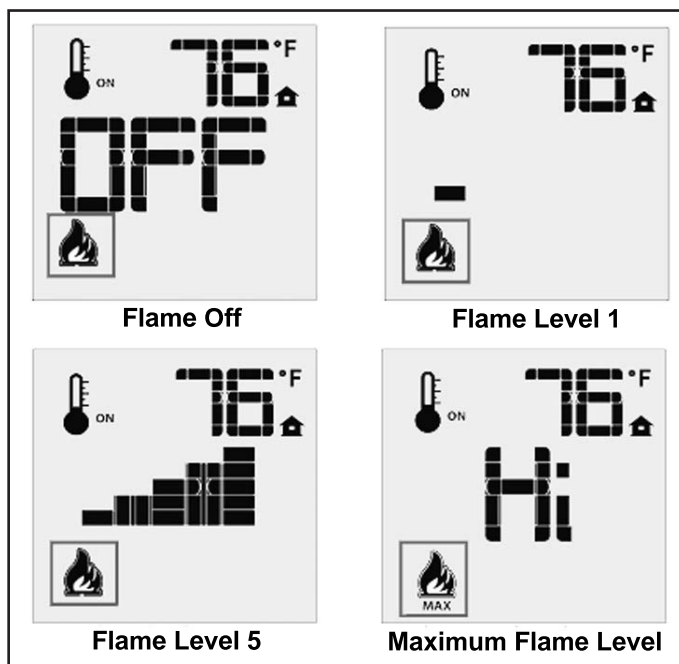 76 °F
ON
OFF
Flame Off
76 °F
ON
Flame Level 1
76 °F
ON
Flame Level 5
76 °F
ON
Hi
MAX
Maximum Flame Level